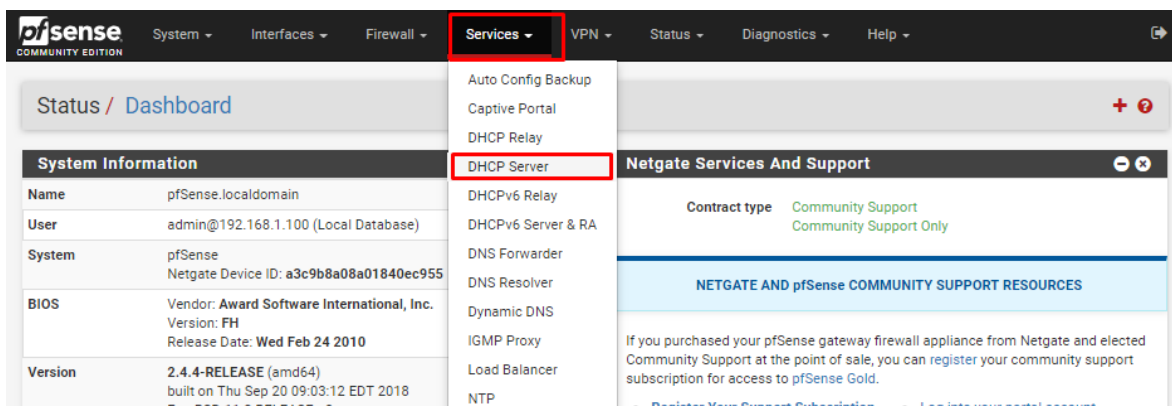 pfsense
COMMUNITY EDITION
System
Interfaces
Firewall
Services
VPN
Status
Diagnostics
Help
Status / Dashboard
Auto Config Backup
Captive Portal
DHCP Relay
DHCP Server
DHCPv6 Relay
DHCPv6 Server & RA
DNS Forwarder
DNS Resolver
Dynamic DNS
IGMP Proxy
Load Balancer
NTP
System Information
Name pfSense.localdomain
User admin@192.168.1.100 (Local Database)
System pfSense
Netgate Device ID: a3c9b8a08a01840ec955
BIOS Vendor: Award Software International, Inc.
Version: FH
Release Date: Wed Feb 24 2010
Version 2.4.4-RELEASE (amd64)
built on Thu Sep 20 09:03:12 EDT 2018
Netgate Services And Support
Contract type Community Support
Community Support Only
NETGATE AND pfSense COMMUNITY SUPPORT RESOURCES
If you purchased your pfSense gateway firewall appliance from Netgate and elected
Community Support at the point of sale, you can register your community support
subscription for access to pfSense Gold.